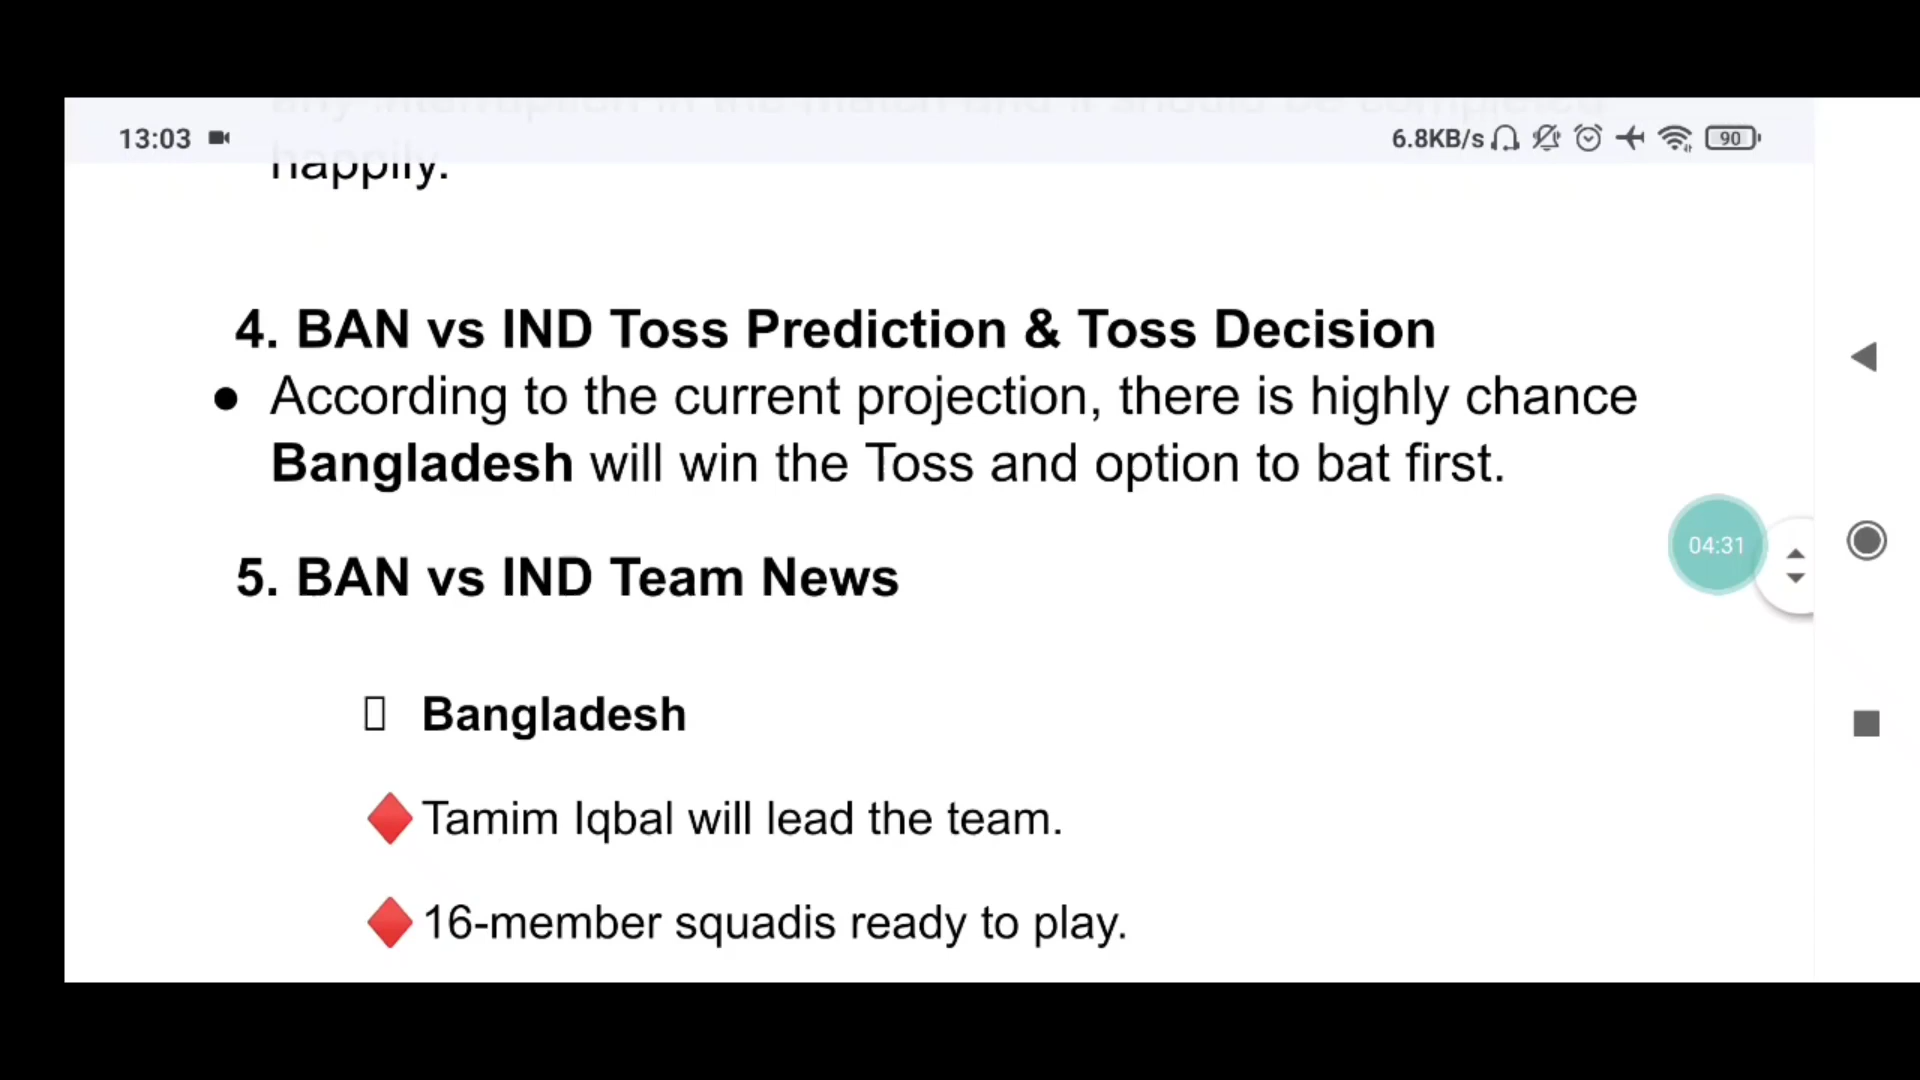 13:03 6.8KB/s 90
happily.
4. BAN vs IND Toss Prediction & Toss Decision
● According to the current projection, there is highly chance
Bangladesh will win the Toss and option to bat first.
04:31
5. BAN vs IND Team News
Bangladesh
Tamim Iqbal will lead the team.
16-member squadis ready to play.